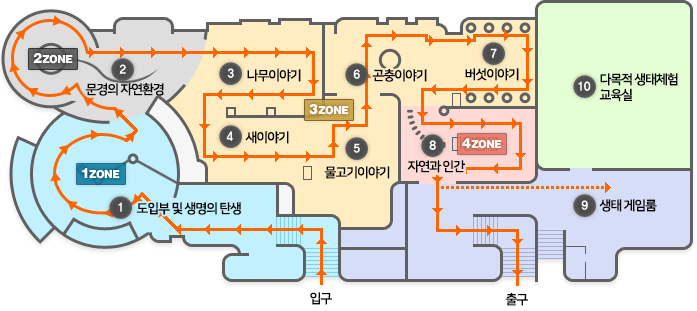 2ZONE
2
문경의 자연환경
3 나무이야기
6 곤충이야기
7
버섯이야기
10 다목적 생태체험
교육실
3ZONE
4 새이야기
5
물고기이야기
8
자연과 인간
4ZONE
1ZONE
1 도입부 및 생명의 탄생
9 생태 게임룸
입구
출구